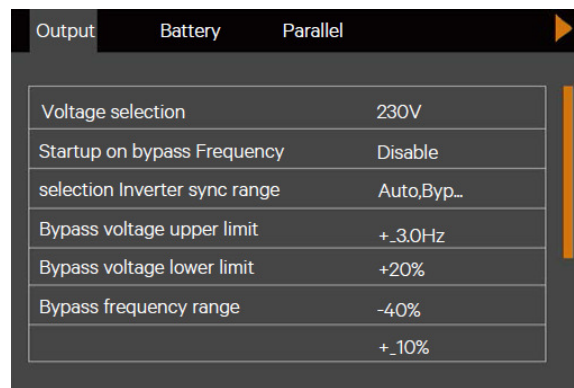 Output Battery Parallel
Voltage selection 230V
Startup on bypass Frequency Disable
selection Inverter sync range Auto,Byp...
Bypass voltage upper limit +_3.0Hz
Bypass voltage lower limit +20%
Bypass frequency range -40%
+_10%